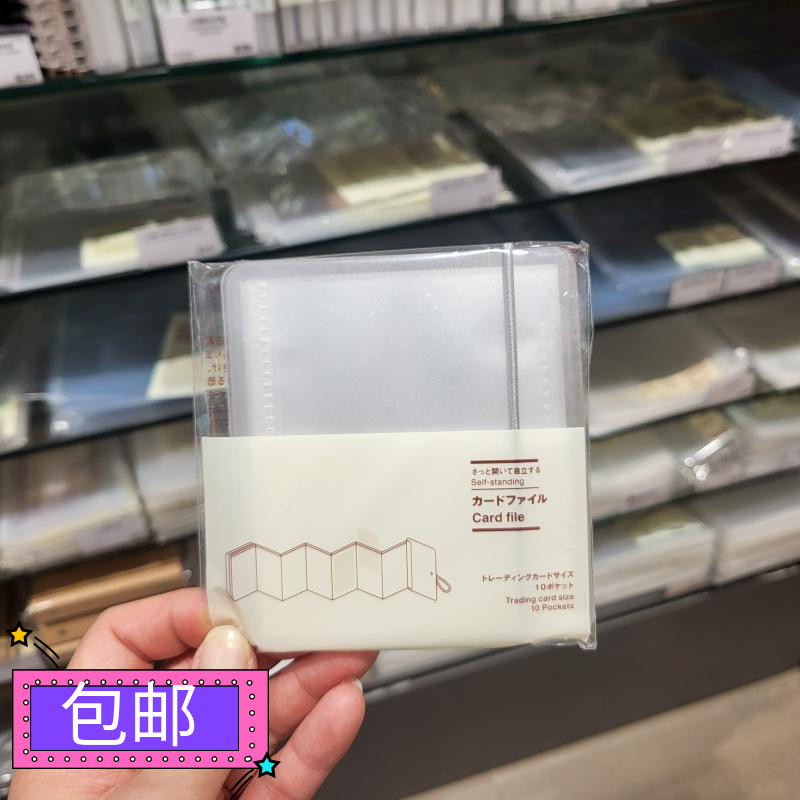 さっと開いて自立する
Self-standing
カードファイル
Card file
トレーディングカードサイズ
10ポケット
Trading card size
10 Pockets
包邮